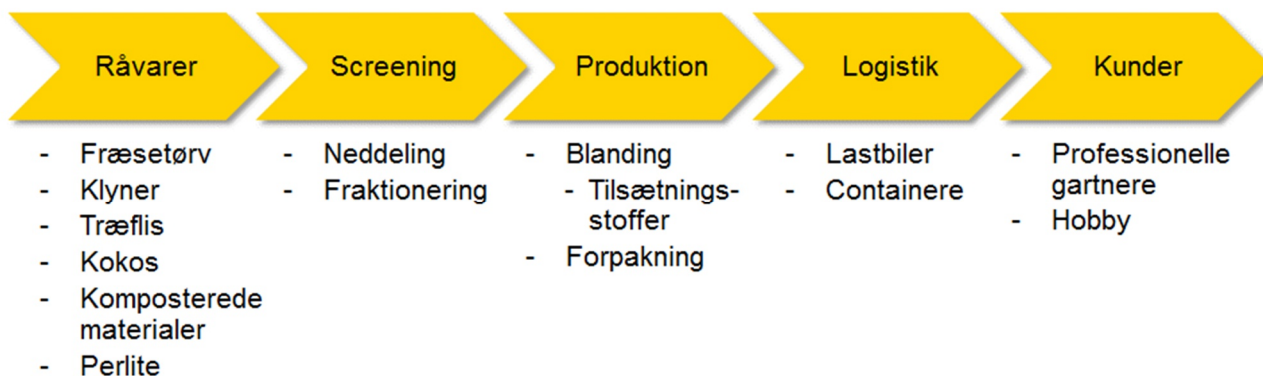 Råvarer
Screening
Produktion
Logistik
Kunder
- Fræsetørv
- Klyner
- Træflis
- Kokos
- Komposterede
materialer
- Perlite
- Neddeling
- Fraktionering
- Blanding
- Tilsætnings-
stoffer
- Forpakning
- Lastbiler
- Containere
- Professionelle
gartnere
- Hobby